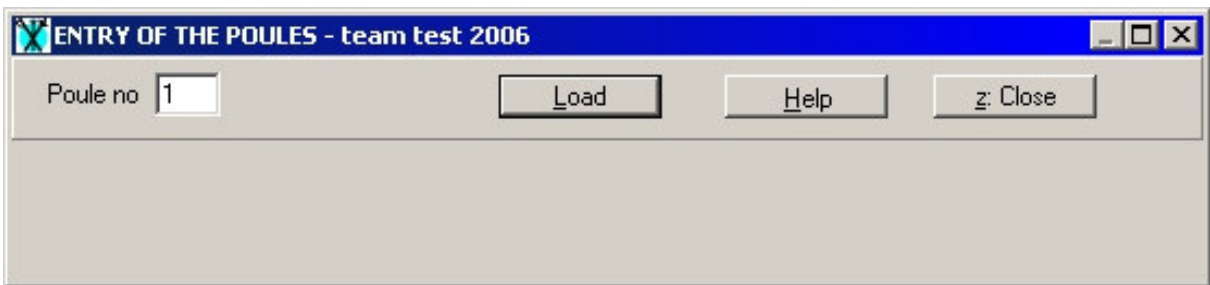 ENTRY OF THE POULES - team test 2006
Poule no 1 Load Help z: Close